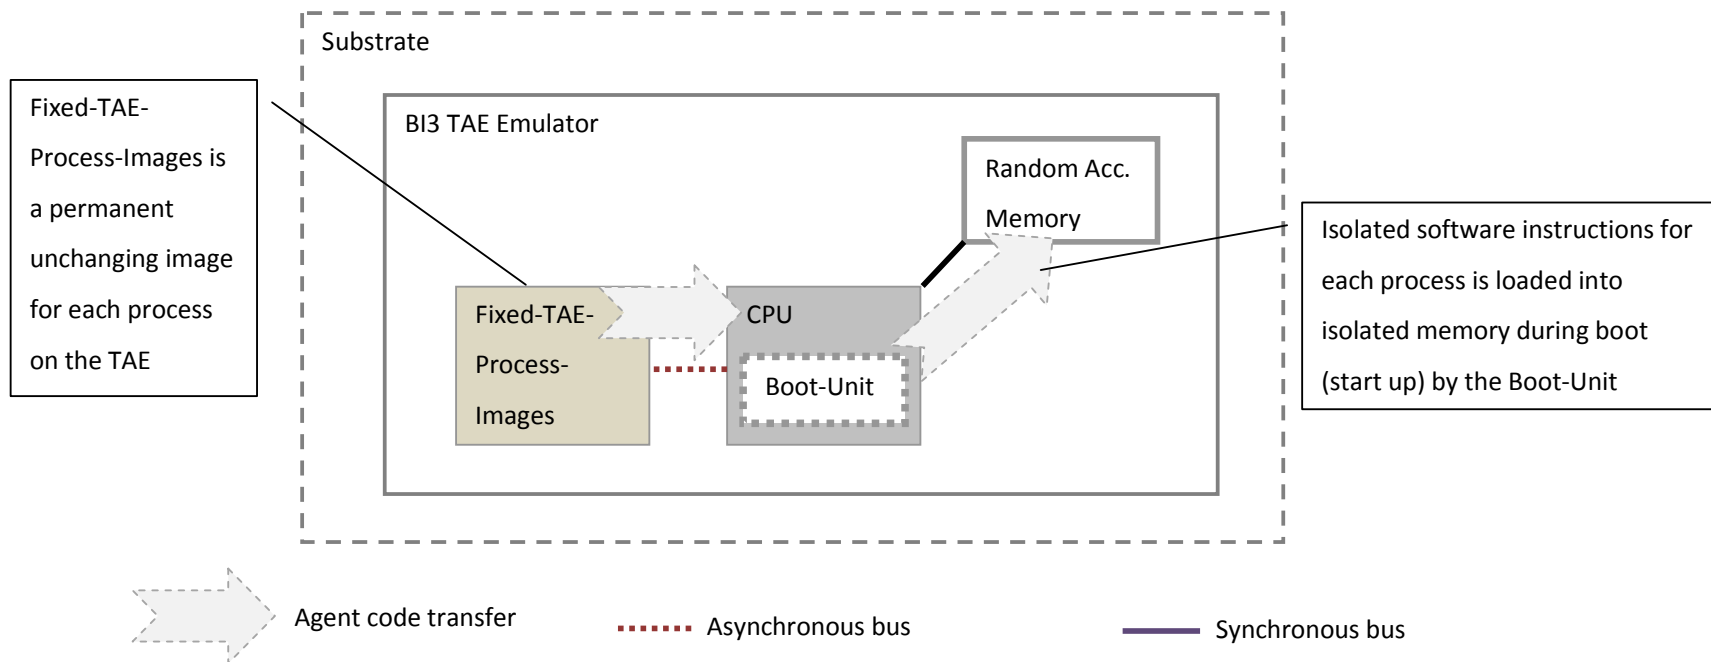 Substrate
Fixed-TAE-
Process-Images is
a permanent
unchanging image
for each process
on the TAE
BI3 TAE Emulator
Random Acc.
Memory
Isolated software instructions for
each process is loaded into
isolated memory during boot
(start up) by the Boot-Unit
Fixed-TAE-
Process-
Images
CPU
Boot-Unit
Agent code transfer
Asynchronous bus
Synchronous bus